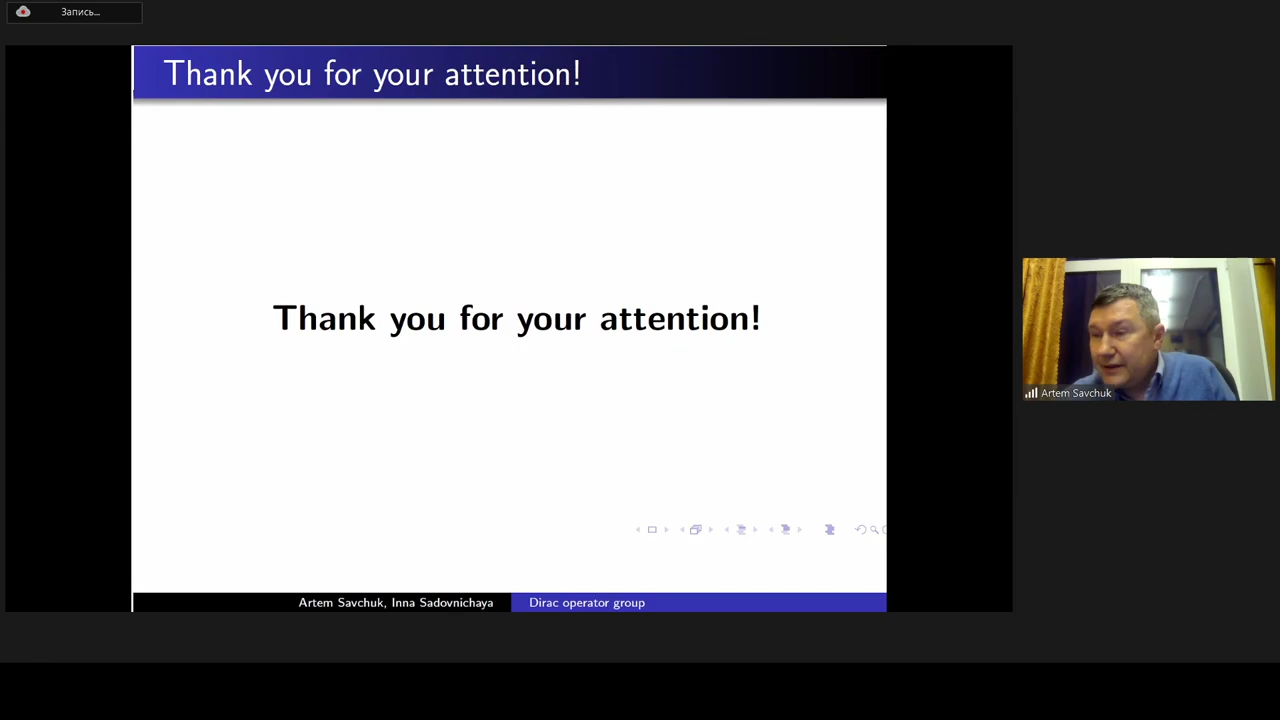 Запись...
Thank you for your attention!
Thank you for your attention!
Artem Savchuk
Artem Savchuk, Inna Sadovnichaya
Dirac operator group